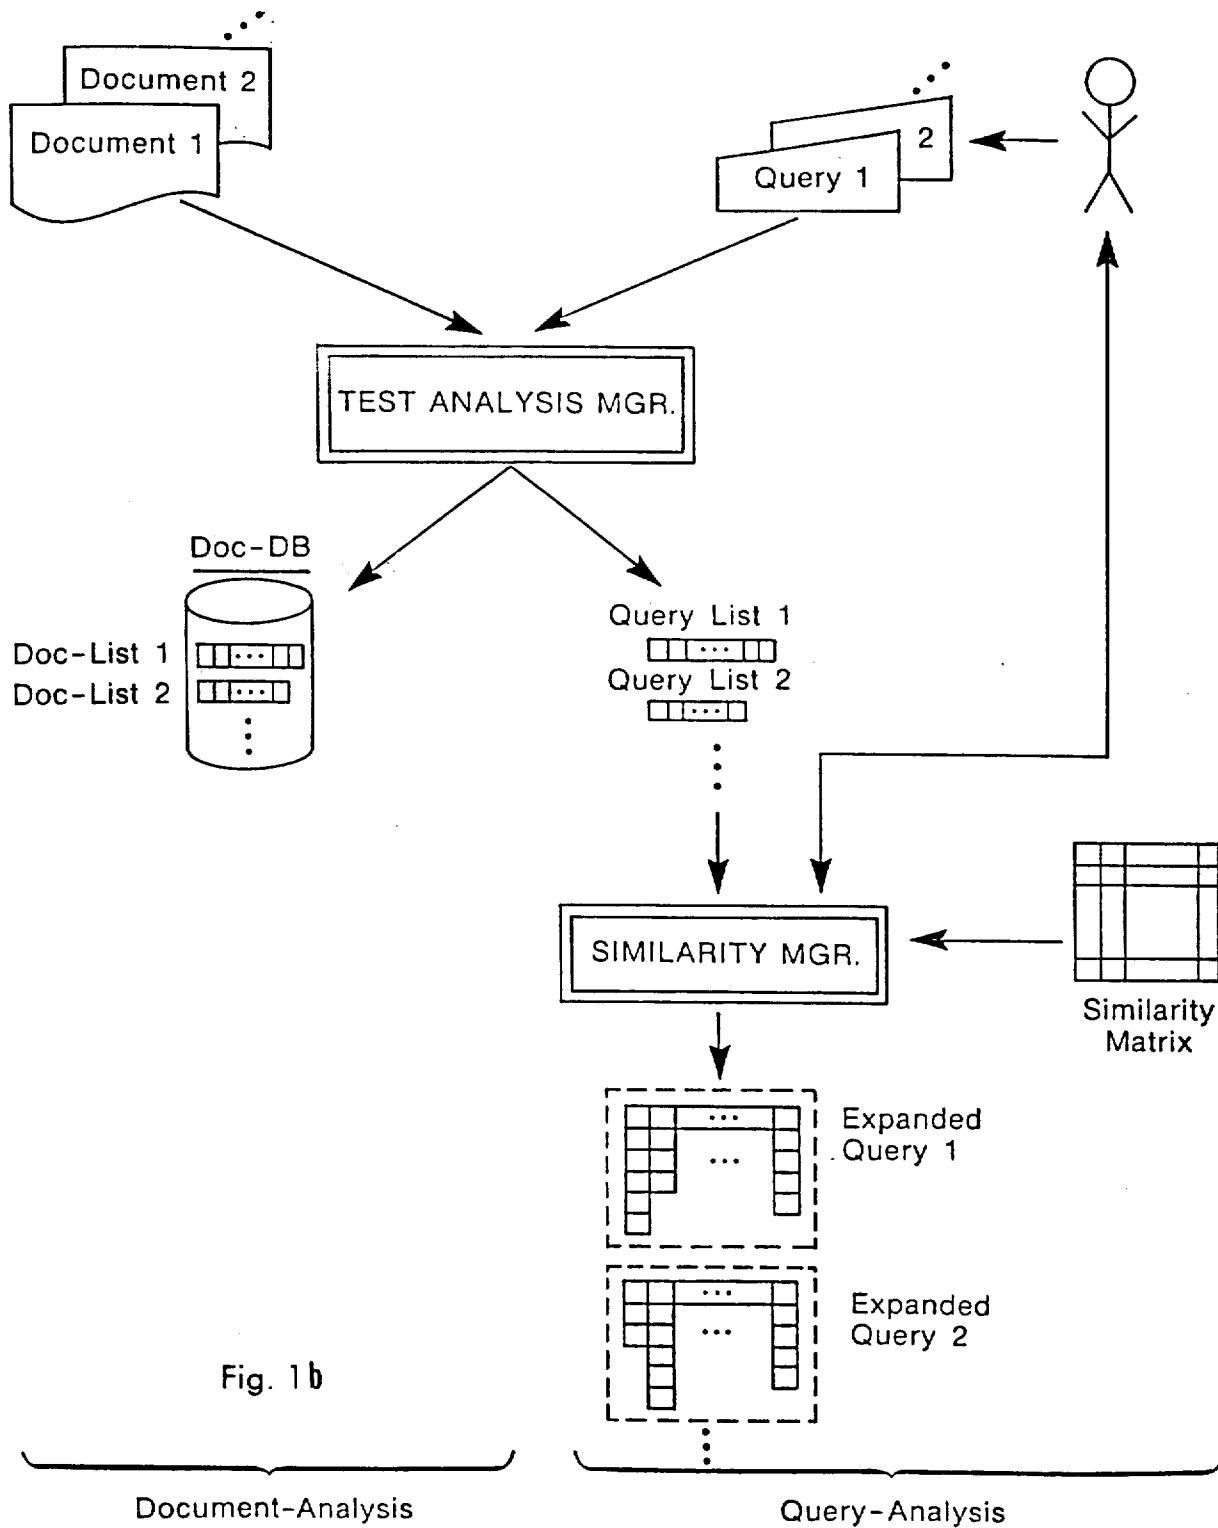 Document 2
Document 1
2
Query 1
TEST ANALYSIS MGR.
Doc-DB
Doc-List 1
Doc-List 2
Query List 1
Query List 2
SIMILARITY MGR.
Similarity
Matrix
Expanded
Query 1
Expanded
Query 2
Fig. 1b
Document-Analysis
Query-Analysis